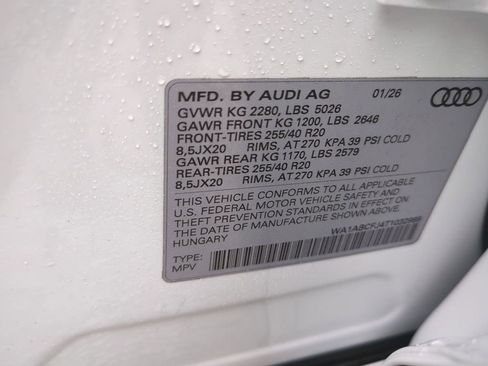 MFD. BY AUDI AG 01/26
GVWR KG 2280, LBS 5026
GAWR FRONT KG 1200, LBS 2646
FRONT-TIRES 255/40 R20
8,5JX20 RIMS, AT 270 KPA 39 PSI COLD
GAWR REAR KG 1170, LBS 2579
REAR-TIRES 255/40 R20
8,5JX20 RIMS, AT 270 KPA 39 PSI COLD
THIS VEHICLE CONFORMS TO ALL APPLICABLE
U.S. FEDERAL MOTOR VEHICLE SAFETY AND
THEFT PREVENTION STANDARDS IN EFFECT ON
THE DATE OF MANUFACTURE SHOWN ABOVE.
HUNGARY
TYPE:
MPV